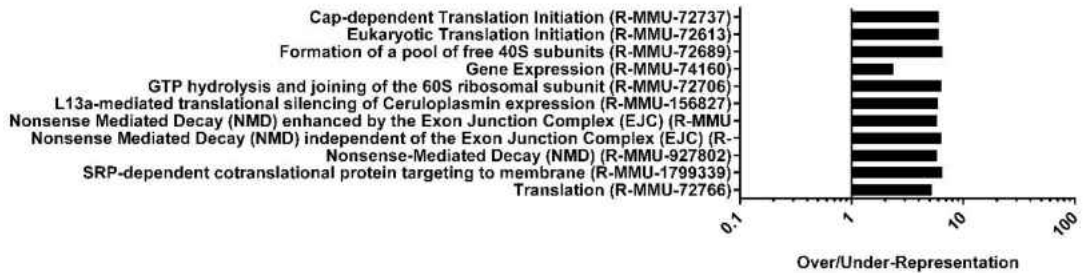 Cap-dependent Translation Initiation (R-MMU-72737)
Eukaryotic Translation Initiation (R-MMU-72613)
Formation of a pool of free 40S subunits (R-MMU-72689)
Gene Expression (R-MMU-74160)
GTP hydrolysis and joining of the 60S ribosomal subunit (R-MMU-72706)
L13a-mediated translational silencing of Ceruloplasmin expression (R-MMU-156827)
Nonsense Mediated Decay (NMD) enhanced by the Exon Junction Complex (EJC) (R-MMU
Nonsense Mediated Decay (NMD) independent of the Exon Junction Complex (EJC) (R-
Nonsense-Mediated Decay (NMD) (R-MMU-927802)
SRP-dependent cotranslational protein targeting to membrane (R-MMU-1799339)
Translation (R-MMU-72766)
0.1 1 10 100
Over/Under-Representation